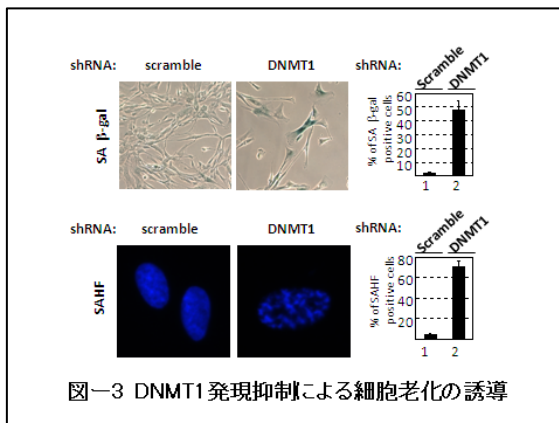 shRNA: scramble DNMT1 shRNA: Scramble DNMT1
SA β-gal
% of SA β-gal positive cells
60
50
40
30
20
10
1 2
shRNA: scramble DNMT1 shRNA: Scramble DNMT1
SAHF
% of SAHF positive cells
80
60
40
20
1 2
図－3 DNMT1発現抑制による細胞老化の誘導